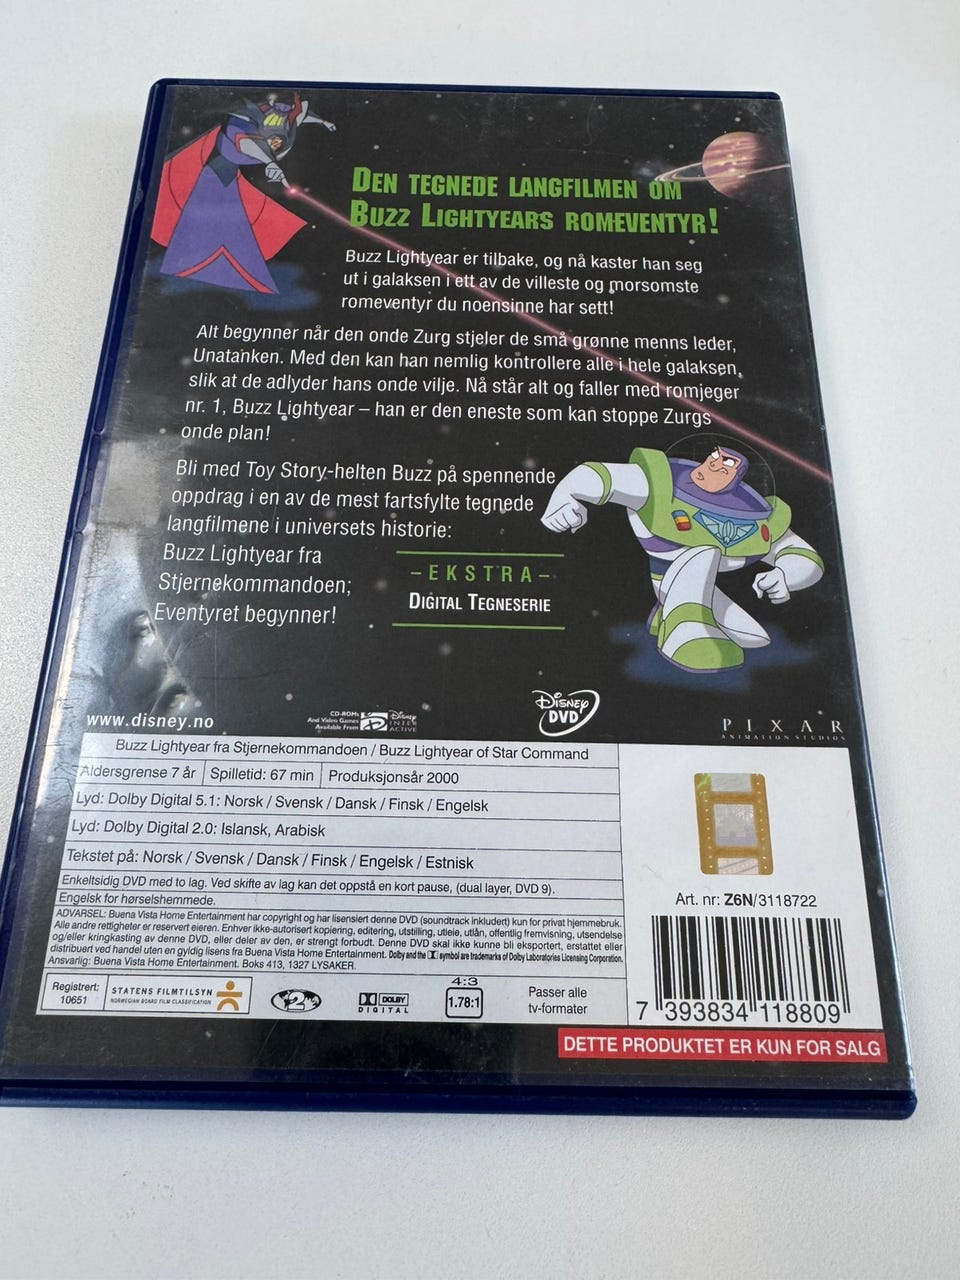 DEN TEGNEDE LANGFILMEN OM
BUZZ LIGHTYEARS ROMEVENTYR!
Buzz Lightyear er tilbake, og nå kaster han seg
ut i galaksen i ett av de villeste og morsomste
romeventyr du noensinne har sett!
Alt begynner når den onde Zurg stjeler de små grønne menns leder,
Unatanken. Med den kan han nemlig kontrollere alle i hele galaksen,
slik at de adlyder hans onde vilje. Nå står alt og faller med romjeger
nr. 1, Buzz Lightyear – han er den eneste som kan stoppe Zurgs
onde plan!
Bli med Toy Story-helten Buzz på spennende
oppdrag i en av de mest fartsfylte tegnede
langfilmene i universets historie:
Buzz Lightyear fra
Stjernekommandoen;
Eventyret begynner!
– EKSTRA –
DIGITAL TEGNESERIE
www.disney.no
CD-ROMs
And Video Games
Available From
Disney
INTER
ACTIVE
Disney
DVD
PIXAR
ANIMATION STUDIOS
Buzz Lightyear fra Stjernekommandoen / Buzz Lightyear of Star Command
Aldersgrense 7 år | Spilletid: 67 min | Produksjonsår 2000
Lyd: Dolby Digital 5.1: Norsk / Svensk / Dansk / Finsk / Engelsk
Lyd: Dolby Digital 2.0: Islansk, Arabisk
Tekstet på: Norsk / Svensk / Dansk / Finsk / Engelsk / Estnisk
Enkeltsidig DVD med to lag. Ved skifte av lag kan det oppstå en kort pause, (dual layer, DVD 9).
Engelsk for hørselshemmede.
ADVARSEL: Buena Vista Home Entertainment har copyright og har lisensiert denne DVD (soundtrack inkludert) kun for privat hjemmebruk.
Alle andre rettigheter er reservert eieren. Enhver ikke-autorisert kopiering, editering, utstilling, utleie, utlån, offentlig fremvisning, utsendelse
og/eller kringkasting av denne DVD, eller deler av den, er strengt forbudt. Denne DVD skal ikke kunne bli eksportert, erstattet eller
distribuert ved handel uten en gyldig lisens fra Buena Vista Home Entertainment. Dolby and the symbol are trademarks of Dolby Laboratories Licensing Corporation.
Ansvarlig: Buena Vista Home Entertainment. Boks 413, 1327 LYSAKER.
Art. nr: Z6N/3118722
7 393834 118809
Registrert:
10651
STATENS FILMTILSYN
NORWEGIAN BOARD FILM CLASSIFICATION
2
DOLBY
DIGITAL
4:3
1.78:1
Passer alle
tv-formater
DETTE PRODUKTET ER KUN FOR SALG